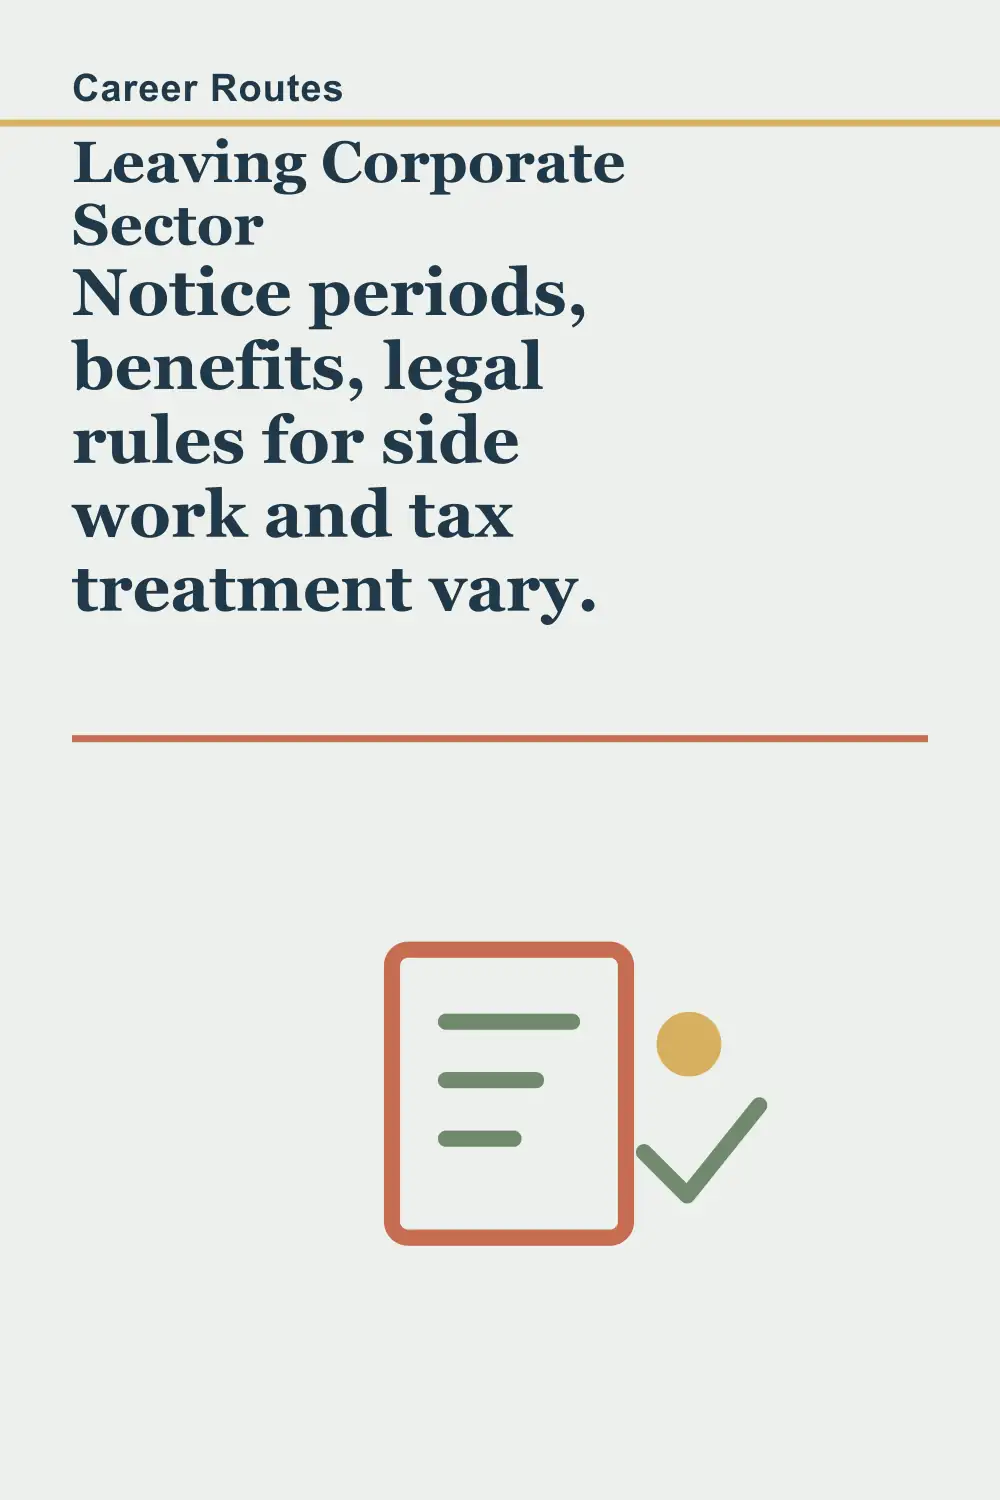 Career Routes
Leaving Corporate
Sector
Notice periods,
benefits, legal
rules for side
work and tax
treatment vary.